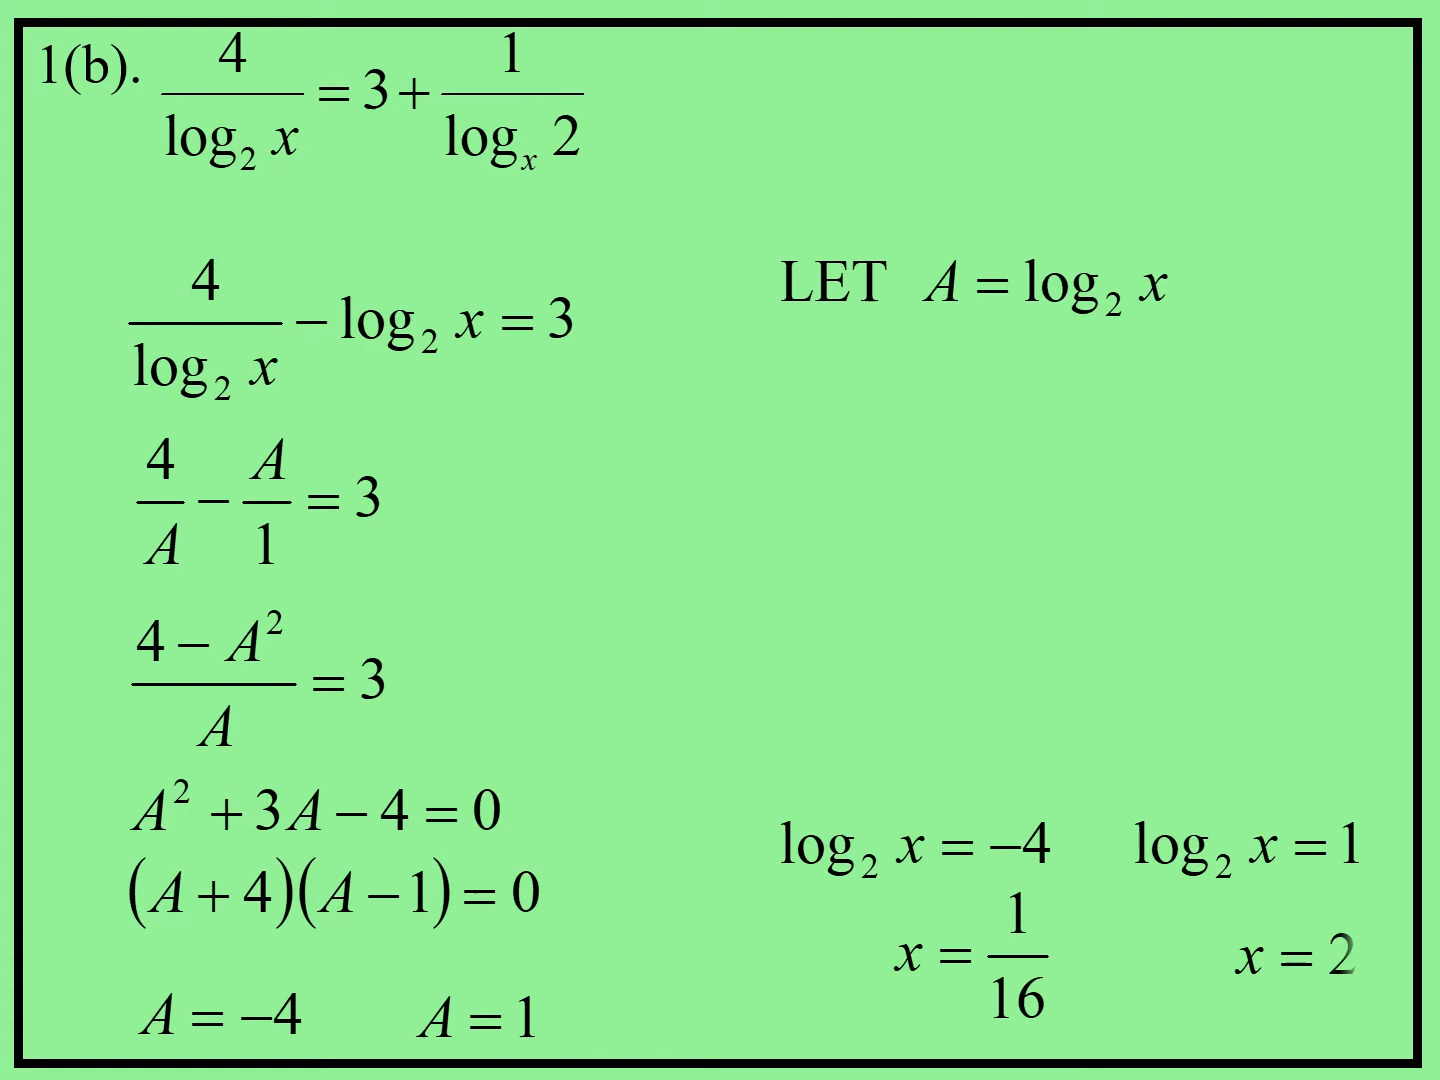 1(b). 4/log₂ x = 3 + 1/logₓ 2
4/log₂ x − log₂ x = 3
LET A = log₂ x
4/A − A/1 = 3
(4 − A²)/A = 3
A² + 3A − 4 = 0
(A + 4)(A − 1) = 0
A = −4 A = 1
log₂ x = −4 log₂ x = 1
x = 1/16 x = 2